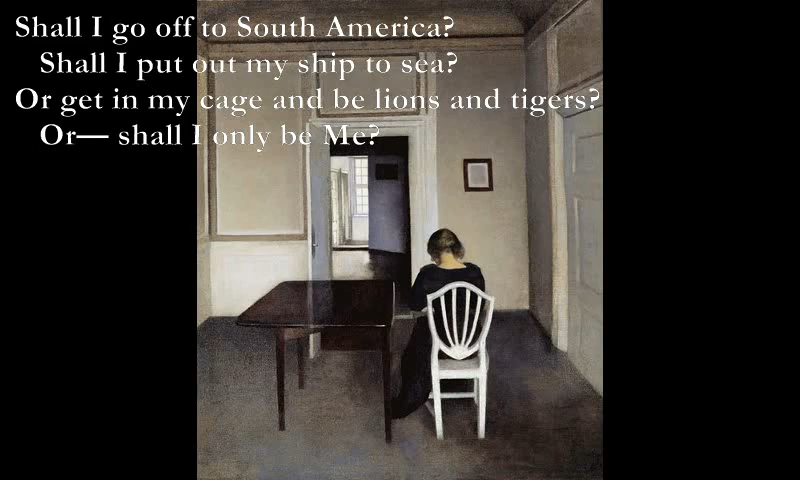 Shall I go off to South America?
Shall I put out my ship to sea?
Or get in my cage and be lions and tigers?
Or— shall I only be Me?